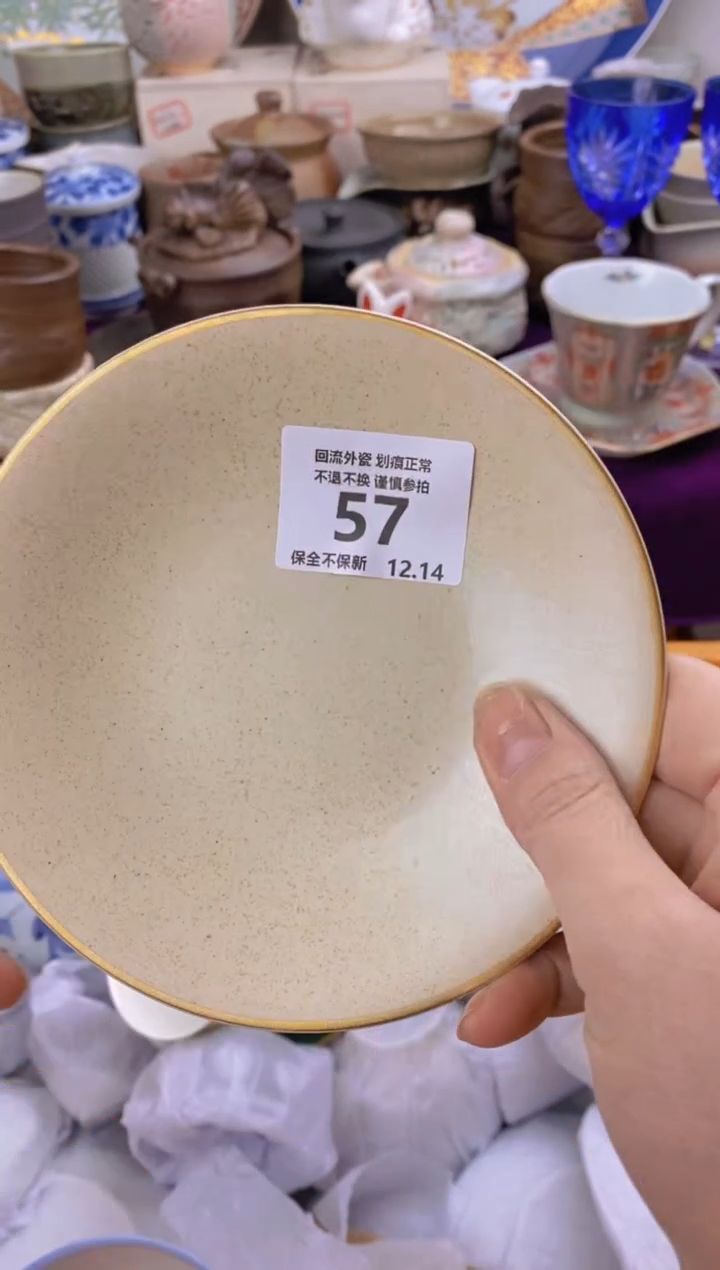 回流外瓷 划痕正常
不退不换 谨慎参拍
57
保全不保新 12.14